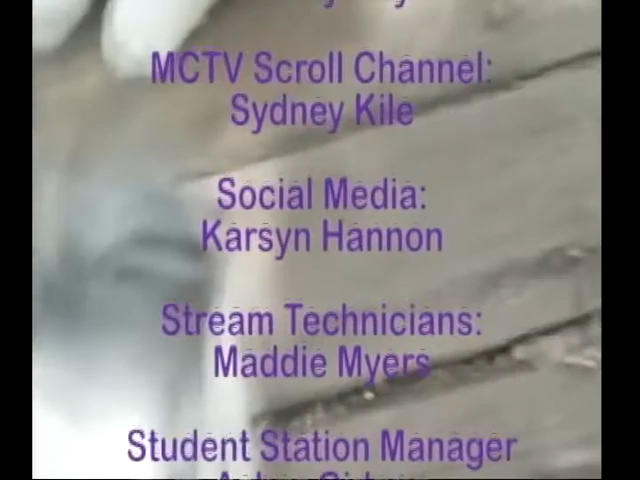 MCTV Scroll Channel:
Sydney Kile
Social Media:
Karsyn Hannon
Stream Technicians:
Maddie Myers
Student Station Manager